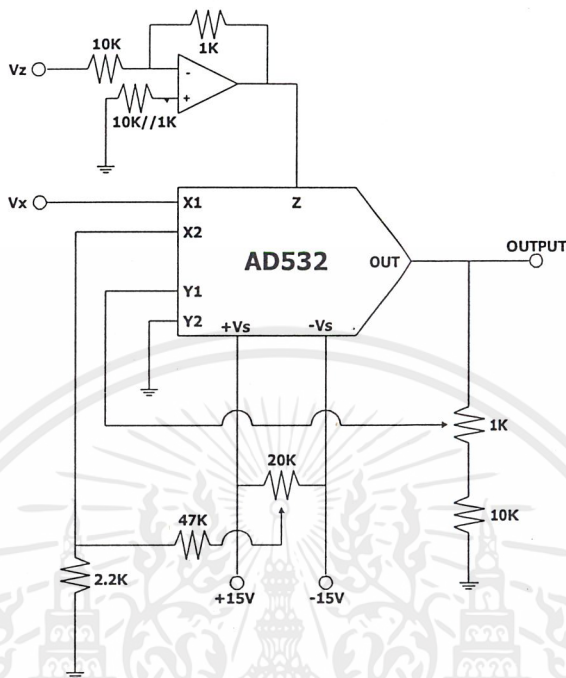 1K
10K
Vz
-
+
10K//1K
Vx
X1
Z
X2
OUTPUT
AD532
OUT
Y1
Y2
+Vs
-Vs
1K
20K
47K
10K
2.2K
+15V
-15V